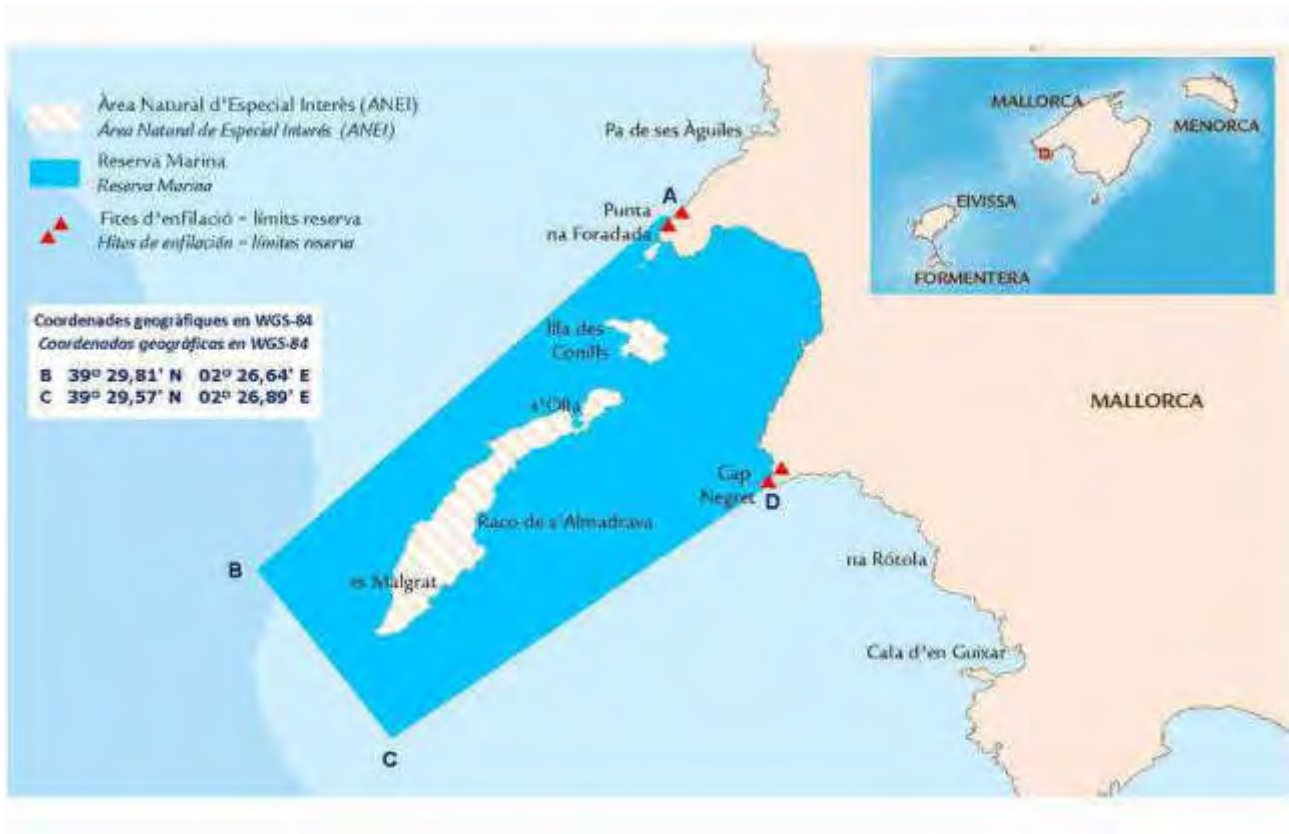 Àrea Natural d'Especial Interès (ANEI)
Área Natural de Especial Interés (ANEI)
Reserva Marina
Reserva Marina
Fites d'enfilació = límits reserva
Hitos de enfilación = límites reserva
Coordenades geogràfiques en WGS-84
Coordenadas geográficas en WGS-84
B 39º 29,81' N 02º 26,64' E
C 39º 29,57' N 02º 26,89' E
Pa de ses Àguiles
A
Punta
na Foradada
Illa des
Conills
s'Olla
Cap
Negret
D
Racó de s'Almadrava
es Malgrat
B
C
na Ròtola
Cala d'en Guixar
MALLORCA
MALLORCA
MENORCA
EIVISSA
FORMENTERA